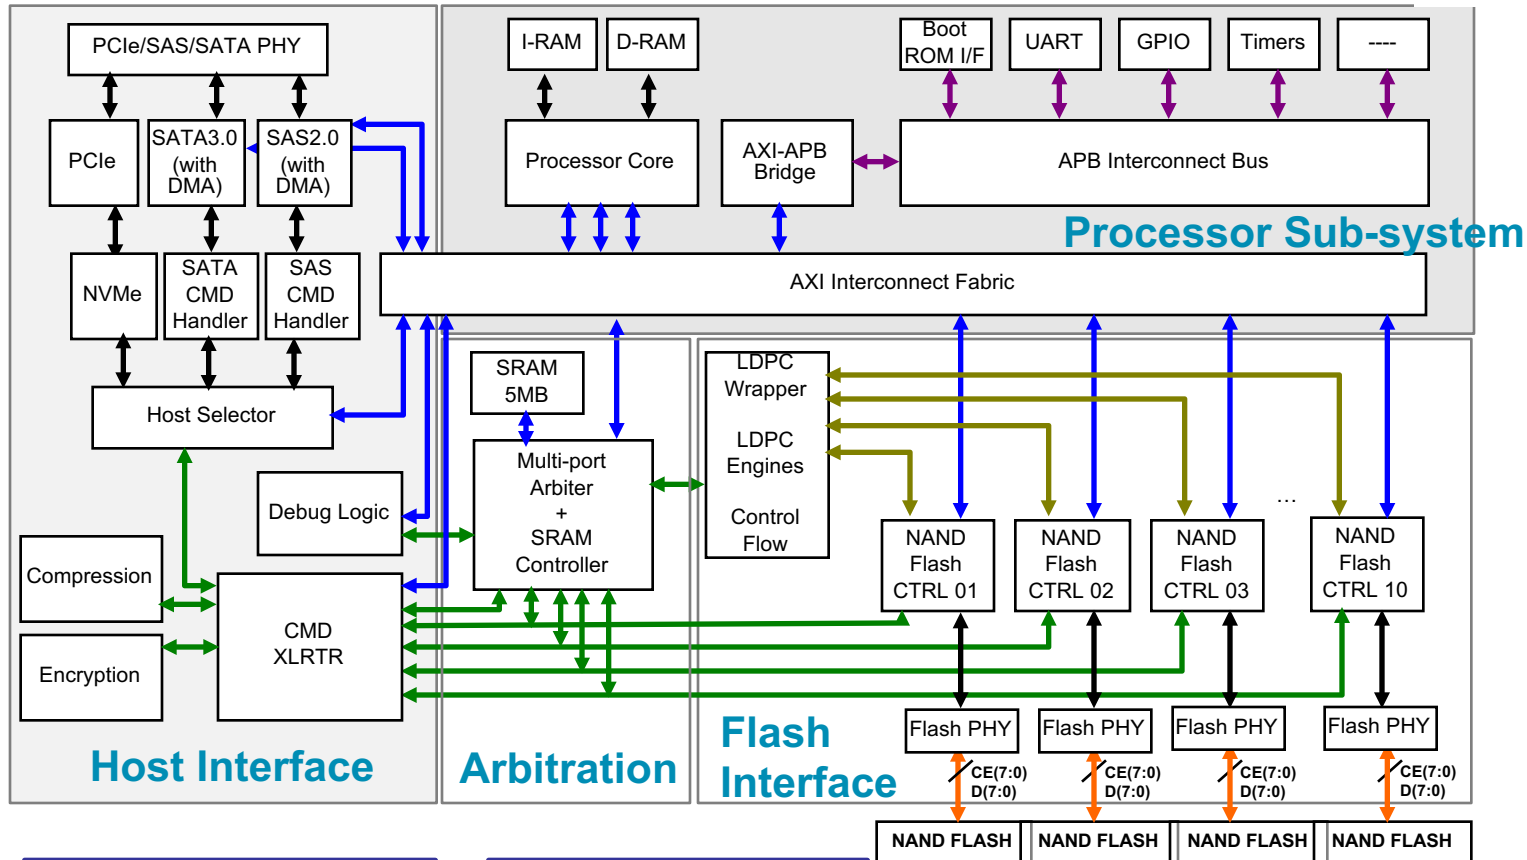 PCIe/SAS/SATA PHY
PCIe
SATA3.0
(with
DMA)
SAS2.0
(with
DMA)
NVMe
SATA
CMD
Handler
SAS
CMD
Handler
Host Selector
Debug Logic
Compression
Encryption
CMD
XLRTR
Host Interface
I-RAM
D-RAM
Processor Core
AXI-APB
Bridge
Boot
ROM I/F
UART
GPIO
Timers
----
APB Interconnect Bus
Processor Sub-system
AXI Interconnect Fabric
SRAM
5MB
Multi-port
Arbiter
+
SRAM
Controller
Arbitration
LDPC
Wrapper
LDPC
Engines
Control
Flow
NAND
Flash
CTRL 01
NAND
Flash
CTRL 02
NAND
Flash
CTRL 03
...
NAND
Flash
CTRL 10
Flash PHY
Flash PHY
Flash PHY
Flash PHY
Flash
Interface
CE(7:0)
D(7:0)
CE(7:0)
D(7:0)
CE(7:0)
D(7:0)
CE(7:0)
D(7:0)
NAND FLASH
NAND FLASH
NAND FLASH
NAND FLASH